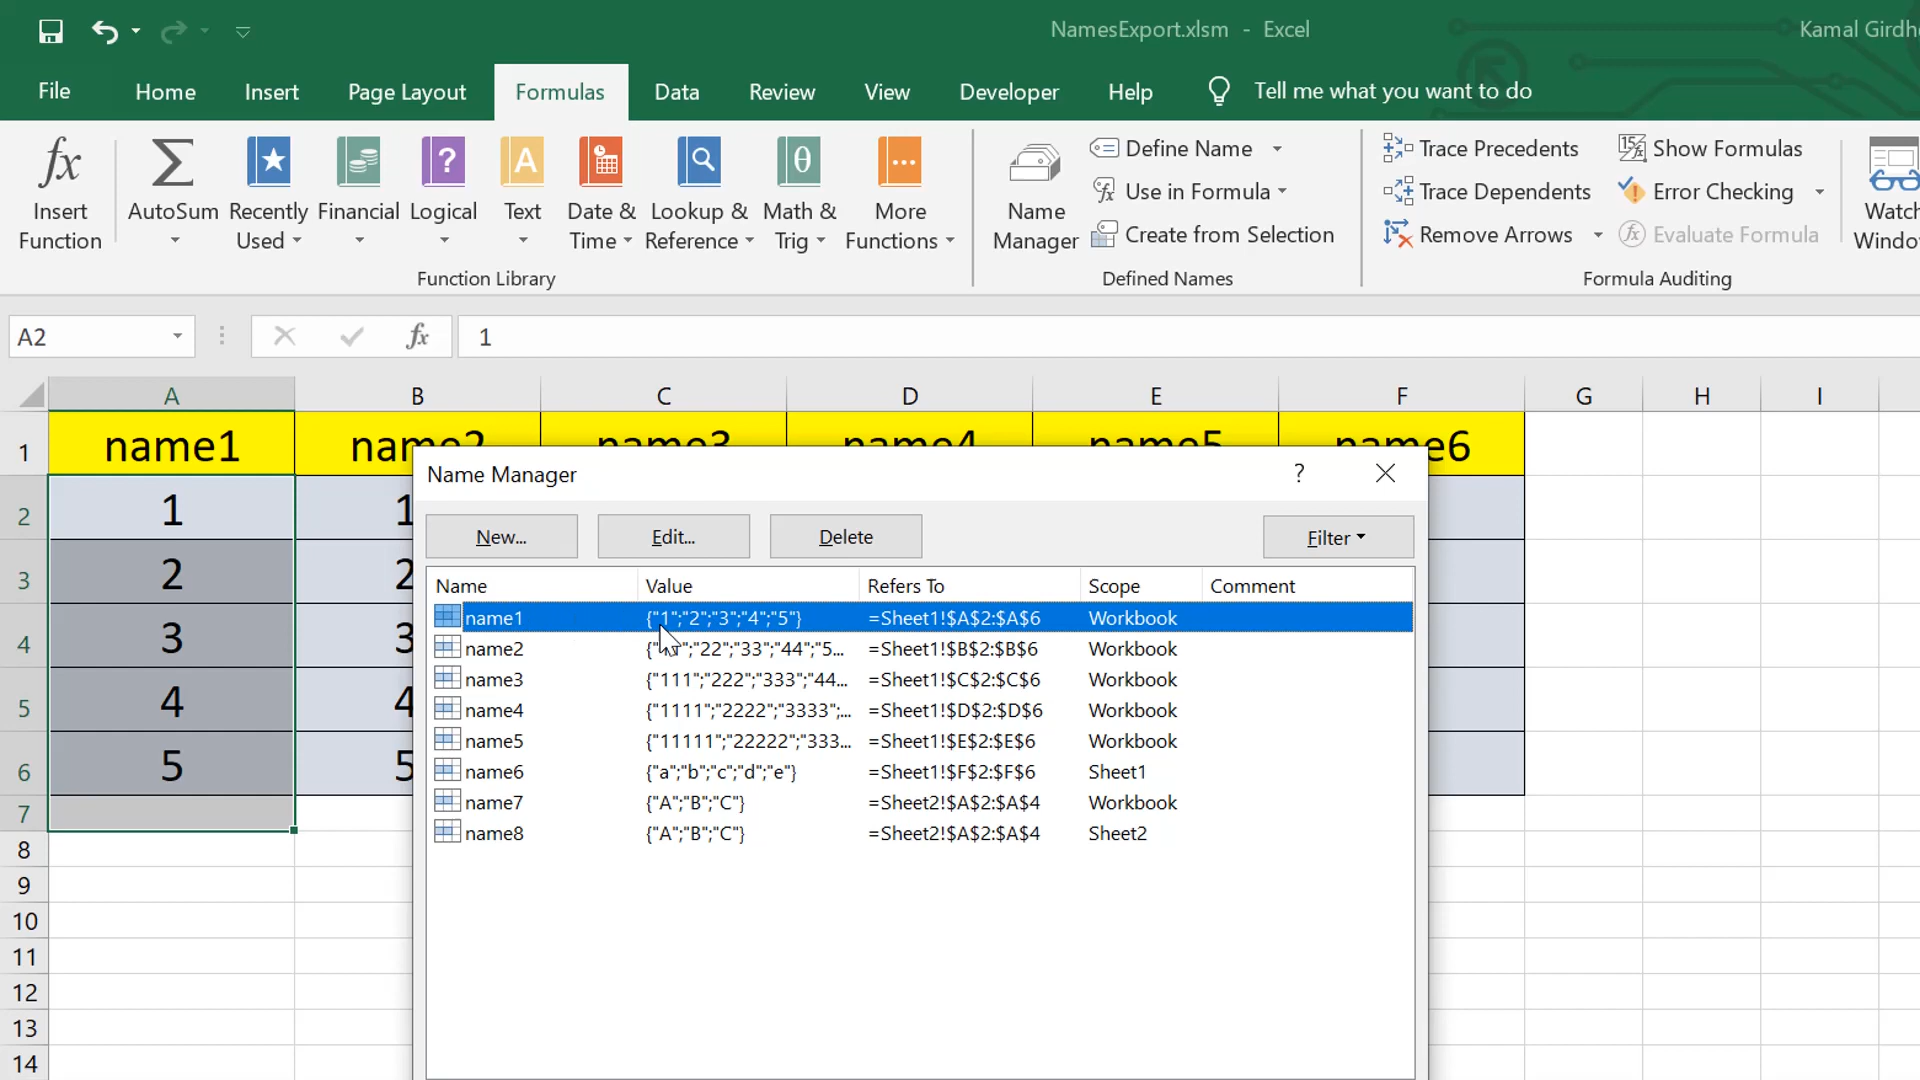 NamesExport.xlsm - Excel
Kamal Girdh
File Home Insert Page Layout Formulas Data Review View Developer Help Tell me what you want to do
Insert Function
AutoSum
Recently Used
Financial
Logical
Text
Date & Time
Lookup & Reference
Math & Trig
More Functions
Function Library
Name Manager
Define Name
Use in Formula
Create from Selection
Defined Names
Trace Precedents
Trace Dependents
Remove Arrows
Show Formulas
Error Checking
Evaluate Formula
Formula Auditing
Watch
Windo
A2 fx 1
A B C D E F G H I
1 name1 name2 name3 name4 name5 name6
2 1 1
3 2 2
4 3 3
5 4 4
6 5 5
7
8
9
10
11
12
13
14
Name Manager ? 
New... Edit... Delete Filter
Name Value Refers To Scope Comment
name1 {"1";"2";"3";"4";"5"} =Sheet1!$A$2:$A$6 Workbook
name2 ";"22";"33";"44";"5... =Sheet1!$B$2:$B$6 Workbook
name3 {"111";"222";"333";"44... =Sheet1!$C$2:$C$6 Workbook
name4 {"1111";"2222";"3333";... =Sheet1!$D$2:$D$6 Workbook
name5 {"11111";"22222";"333... =Sheet1!$E$2:$E$6 Workbook
name6 {"a";"b";"c";"d";"e"} =Sheet1!$F$2:$F$6 Sheet1
name7 {"A";"B";"C"} =Sheet2!$A$2:$A$4 Workbook
name8 {"A";"B";"C"} =Sheet2!$A$2:$A$4 Sheet2